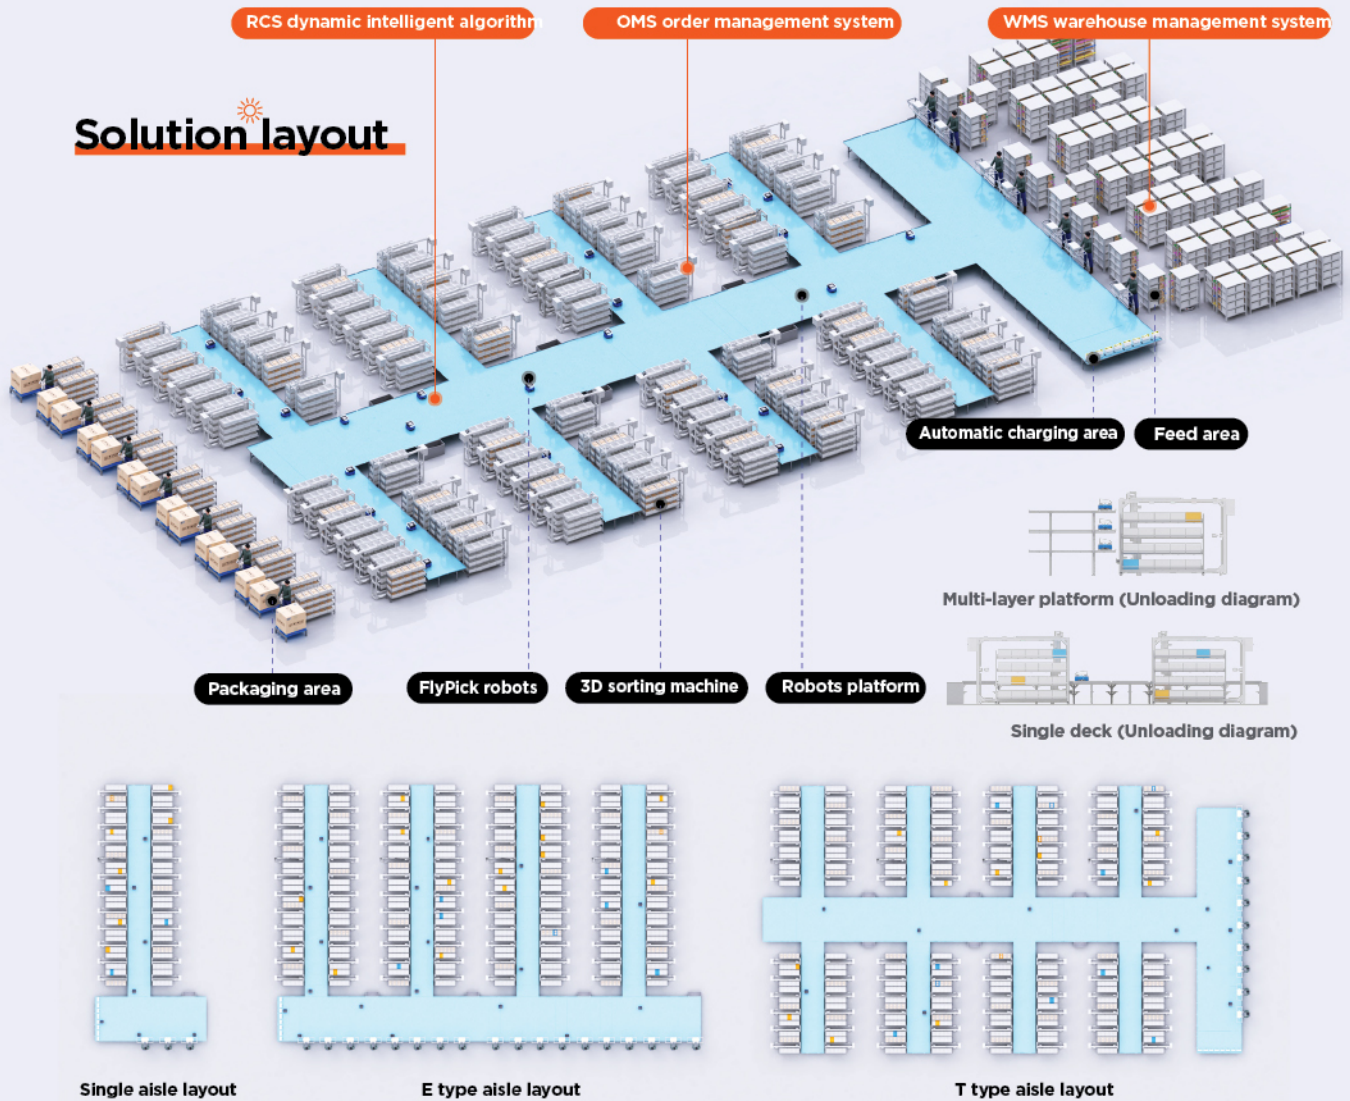 RCS dynamic intelligent algorithm
OMS order management system
WMS warehouse management system
Solution layout
Automatic charging area
Feed area
Multi-layer platform (Unloading diagram)
Packaging area
FlyPick robots
3D sorting machine
Robots platform
Single deck (Unloading diagram)
Single aisle layout
E type aisle layout
T type aisle layout